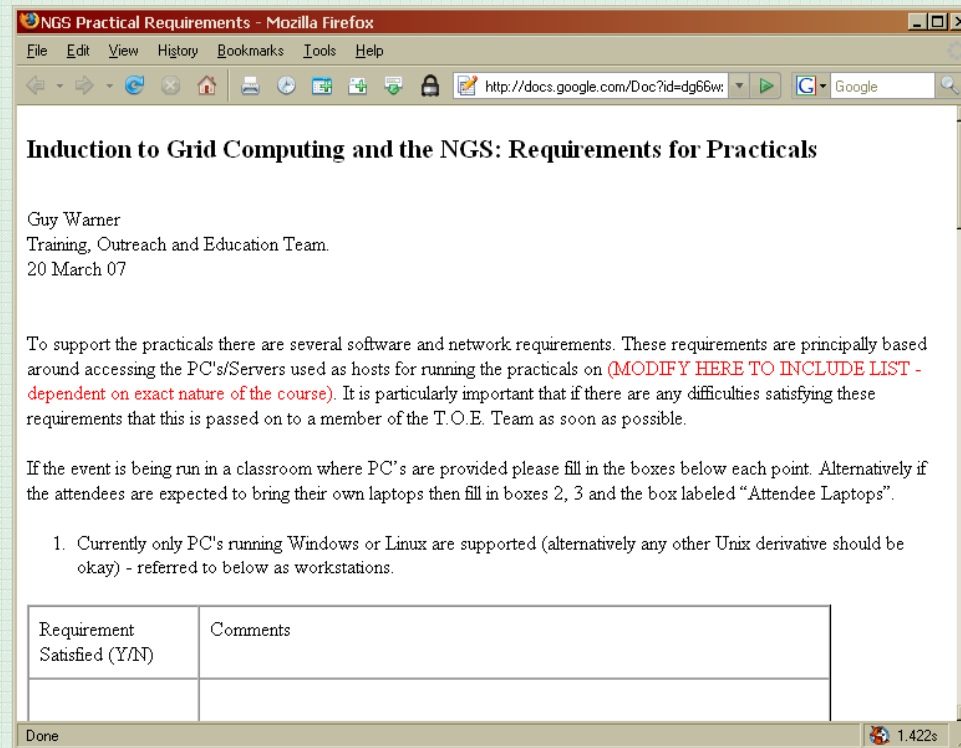 NGS Practical Requirements - Mozilla Firefox
File Edit View History Bookmarks Tools Help
http://docs.google.com/Doc?id=dg66w: G Google
Induction to Grid Computing and the NGS: Requirements for Practicals
Guy Warner
Training, Outreach and Education Team.
20 March 07
To support the practicals there are several software and network requirements. These requirements are principally based
around accessing the PC's/Servers used as hosts for running the practicals on (MODIFY HERE TO INCLUDE LIST -
dependent on exact nature of the course). It is particularly important that if there are any difficulties satisfying these
requirements that this is passed on to a member of the T.O.E. Team as soon as possible.
If the event is being run in a classroom where PC’s are provided please fill in the boxes below each point. Alternatively if
the attendees are expected to bring their own laptops then fill in boxes 2, 3 and the box labeled “Attendee Laptops”.
1. Currently only PC's running Windows or Linux are supported (alternatively any other Unix derivative should be
okay) - referred to below as workstations.
Requirement Comments
Satisfied (Y/N)
Done 1.422s